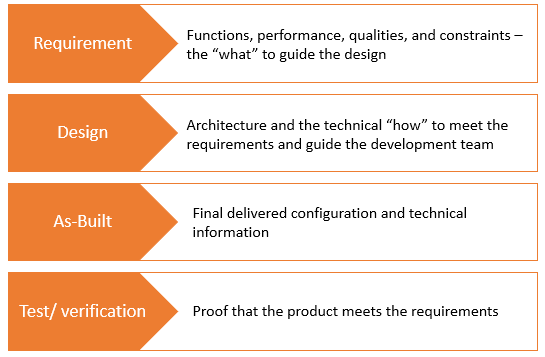 Requirement
Functions, performance, qualities, and constraints –
the “what” to guide the design
Design
Architecture and the technical “how” to meet the
requirements and guide the development team
As-Built
Final delivered configuration and technical
information
Test/ verification
Proof that the product meets the requirements